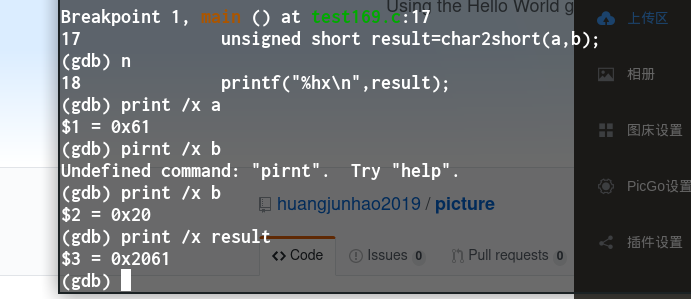 Using the Hello World g
Breakpoint 1, main () at test169.c:17
17 unsigned short result=char2short(a,b);
(gdb) n
18 printf("%hx\n",result);
(gdb) print /x a
$1 = 0x61
(gdb) pirnt /x b
Undefined command: "pirnt". Try "help".
(gdb) print /x b
$2 = 0x20
(gdb) print /x result
$3 = 0x2061
(gdb)
huangjunhao2019 / picture
Code Issues 0 Pull requests 0
上传区
相册
图床设置
PicGo设置
插件设置